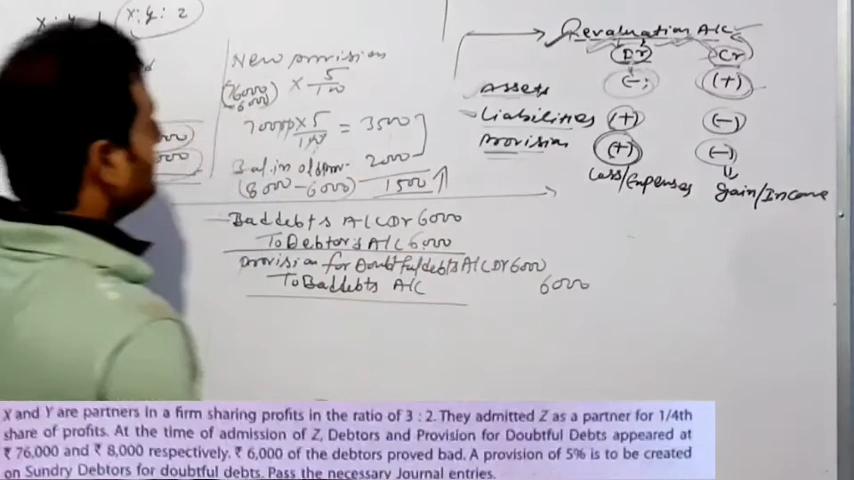 x:y: 2
New provision
(76000 -6000) × 5/100
70000 × 5/100 = 3500
Bal. in old prov. 2000
(8000-6000) 1500
Revaluation A/C
Dr Cr
Assets (-) (+)
Liabilities (+) (-)
Provision (+) (-)
Loss/Expenses Gain/Income
Bad debts A/C Dr 6000
To Debtors A/C 6000
Provision for Doubtful debts A/C Dr 6000
To Bad debts A/C 6000
X and Y are partners in a firm sharing profits in the ratio of 3 : 2. They admitted Z as a partner for 1/4th
share of profits. At the time of admission of Z, Debtors and Provision for Doubtful Debts appeared at
₹ 76,000 and ₹ 8,000 respectively. ₹ 6,000 of the debtors proved bad. A provision of 5% is to be created
on Sundry Debtors for doubtful debts. Pass the necessary Journal entries.